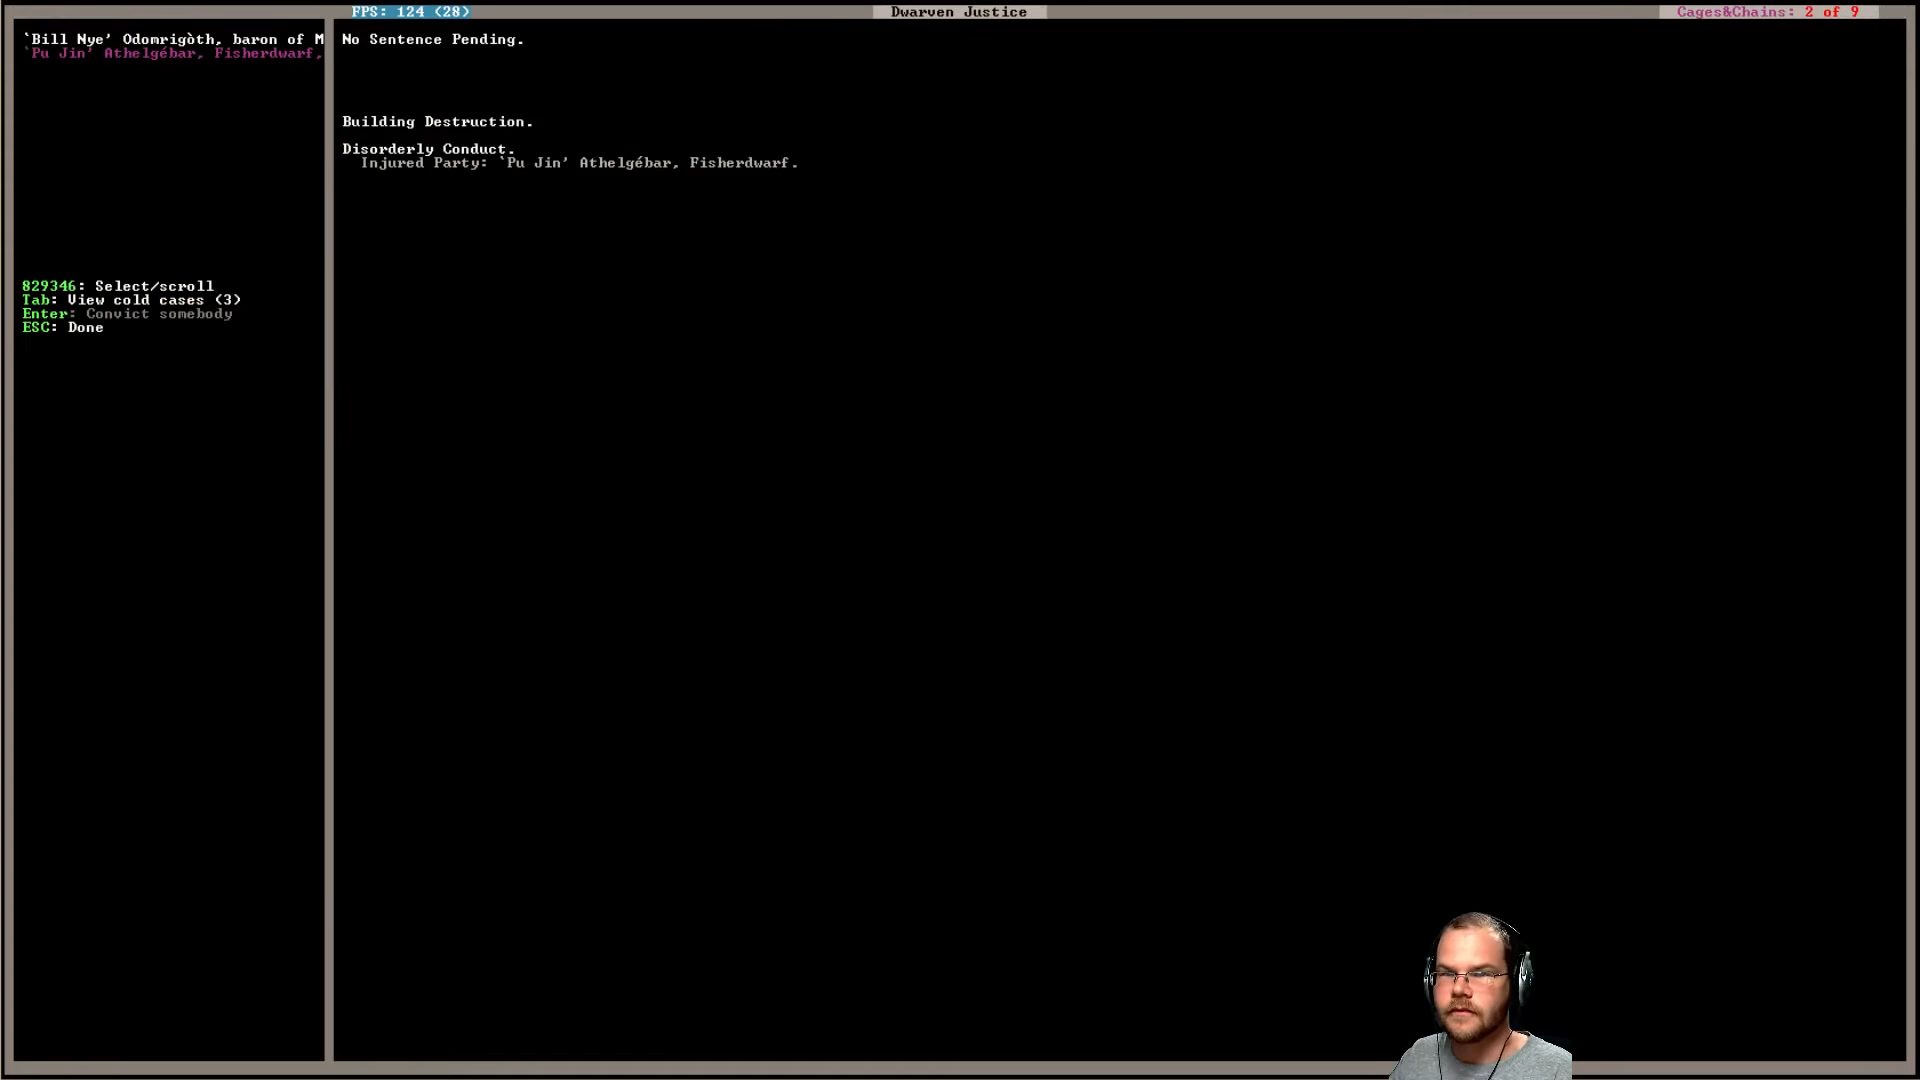 FPS: 124 (28)
Dwarven Justice
Cages&Chains: 2 of 9
`Bill Nye' Odomrigòth, baron of M
`Pu Jin' Athelgébar, Fisherdwarf,
829346: Select/scroll
Tab: View cold cases (3)
Enter: Convict somebody
ESC: Done
No Sentence Pending.
Building Destruction.
Disorderly Conduct.
Injured Party: `Pu Jin' Athelgébar, Fisherdwarf.